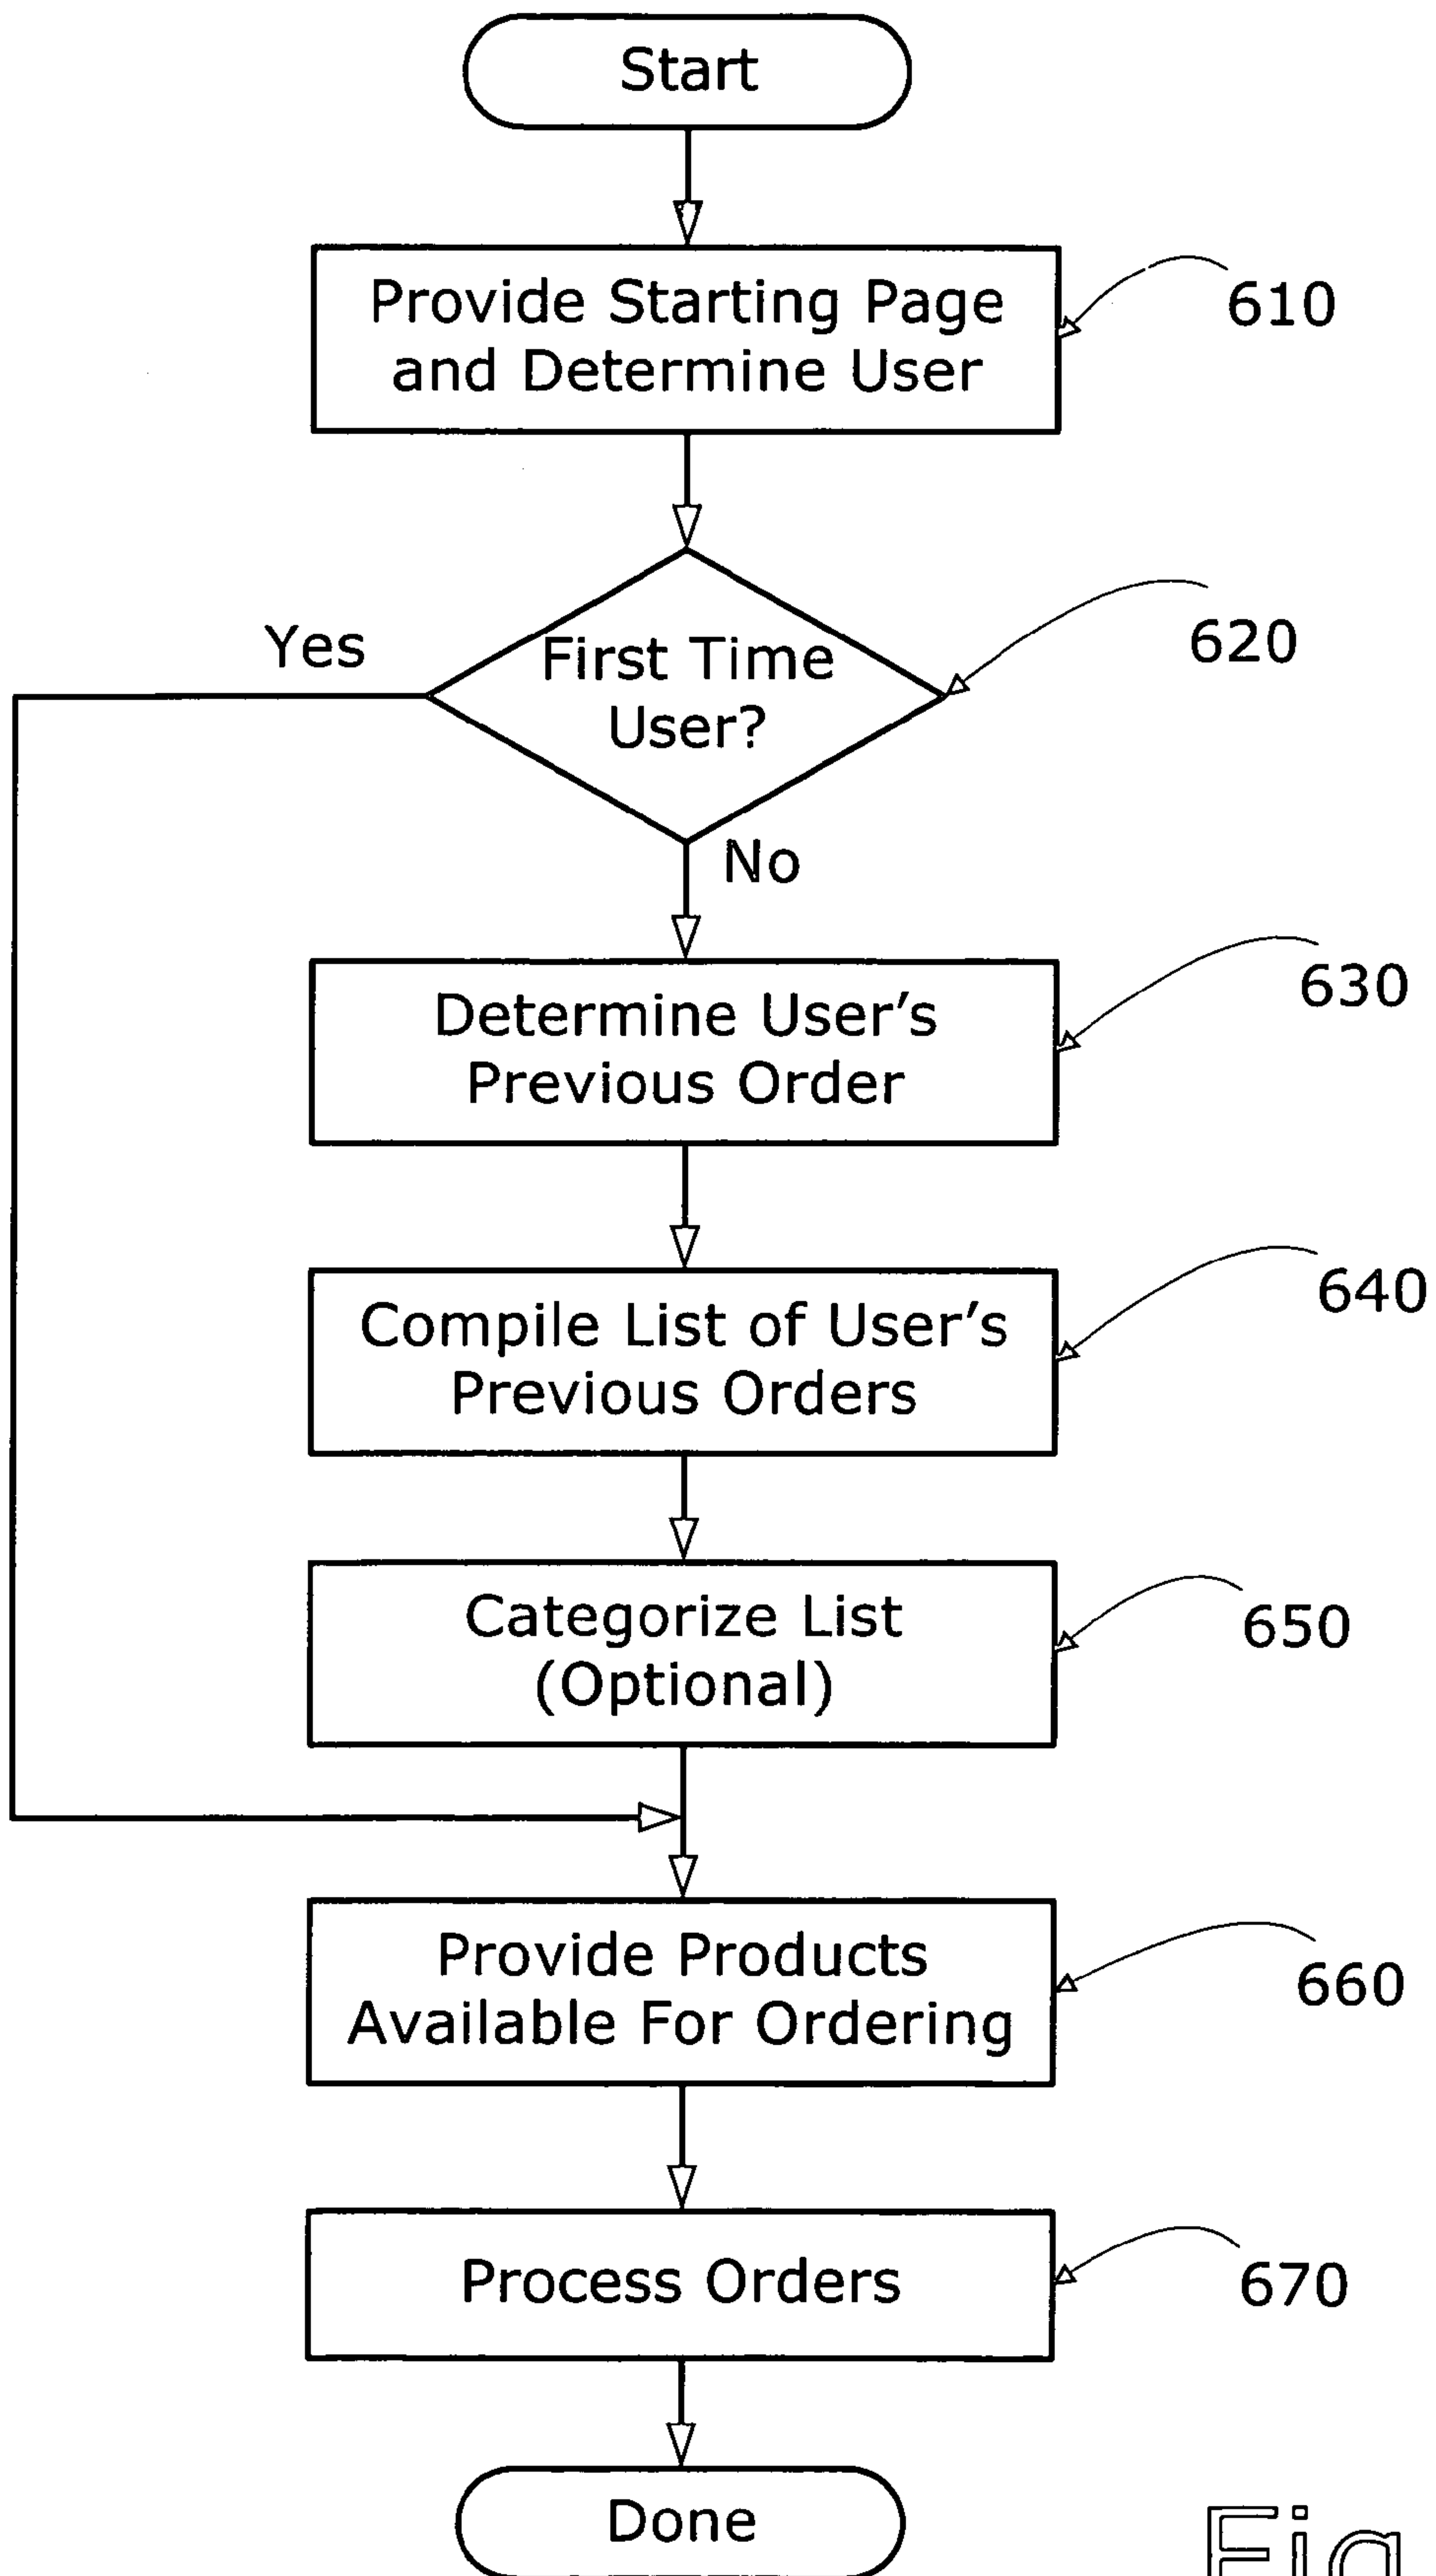 Start
Provide Starting Page
and Determine User
610
Yes
First Time
User?
620
No
Determine User’s
Previous Order
630
Compile List of User’s
Previous Orders
640
Categorize List
(Optional)
650
Provide Products
Available For Ordering
660
Process Orders
670
Done
Fig